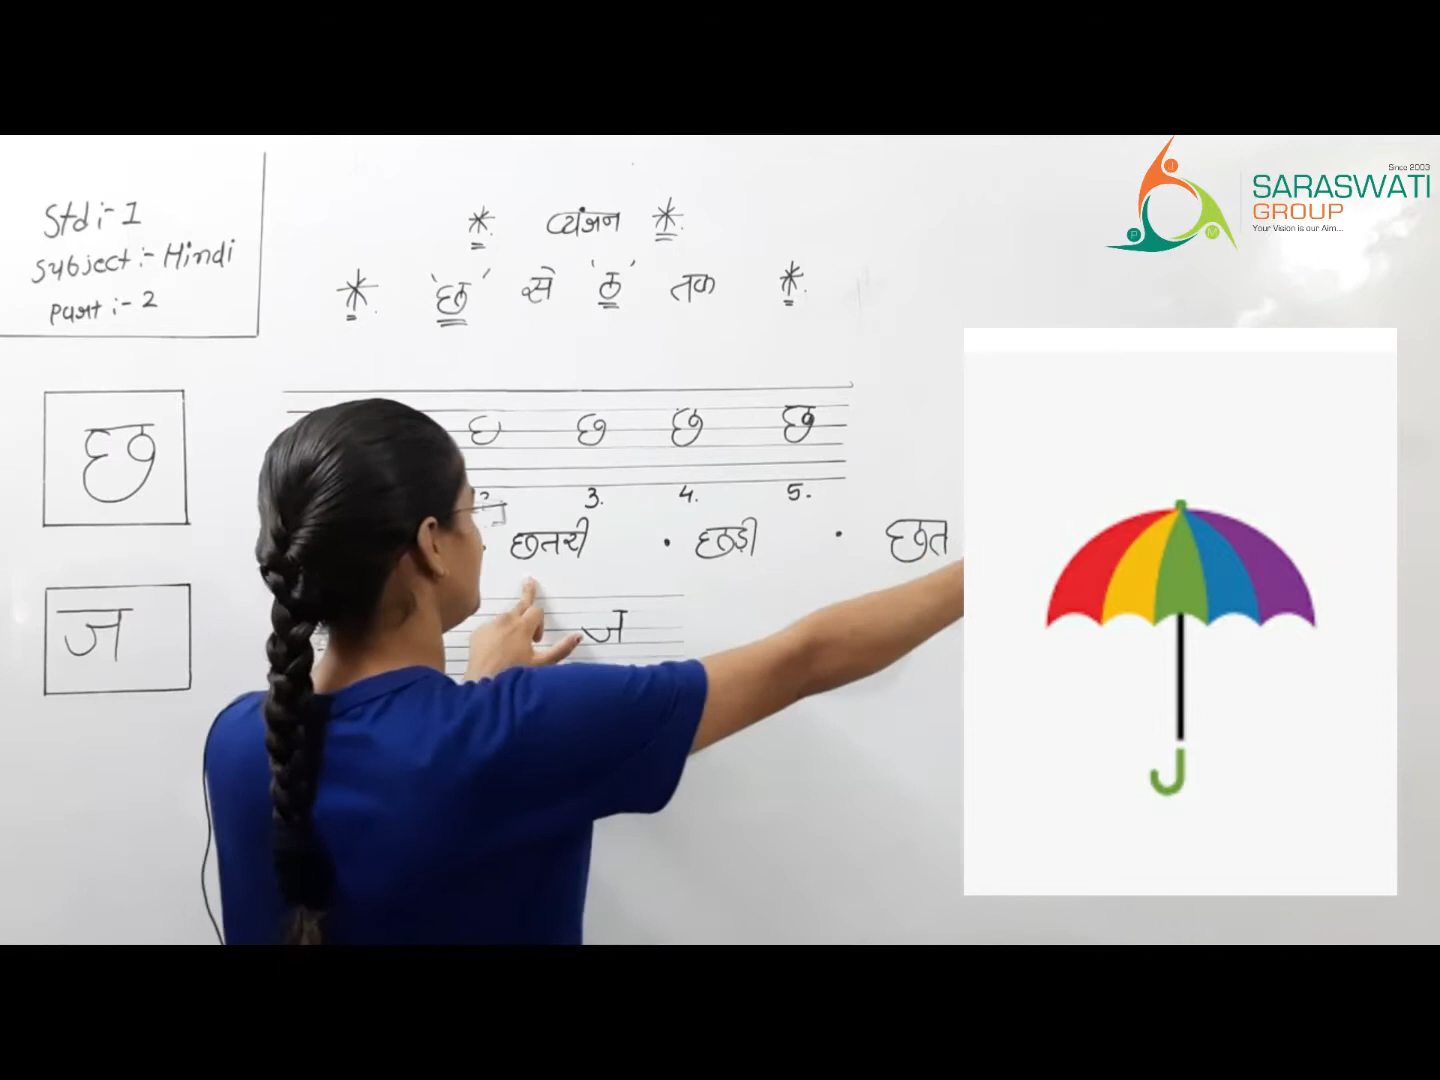 Since 2003
SARASWATI
GROUP
Your Vision is our Aim...
J
P
M
Std :- 1
Subject :- Hindi
Part :- 2
* व्यंजन *
* 'छ' से 'ठ' तक *
छ
छ छ छ
3. 4. 5.
• छतरी • छड़ी • छत
ज
ज